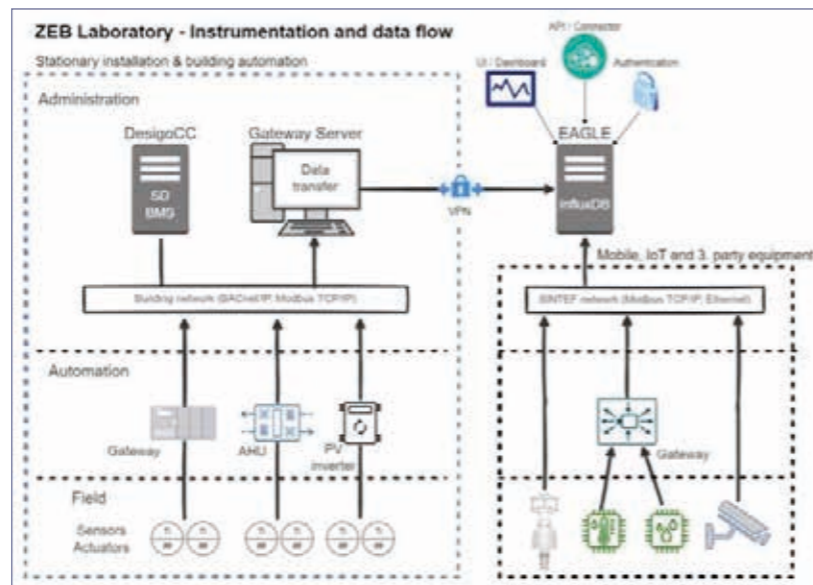 ZEB Laboratory - Instrumentation and data flow
Stationary installation & building automation
API / Connector
UI / Dashboard
Authentication
Administration
DesigoCC
Gateway Server
EAGLE
Data
transfer
SD
BMS
VPN
InfluxDB
Mobile, IoT and 3. party equipment
Building network (BACnet/IP, Modbus TCP/IP)
SINTEF network (Modbus TCP/IP, Ethernet)
Automation
Gateway
AHU
PV
inverter
Gateway
Field
Sensors
Actuators